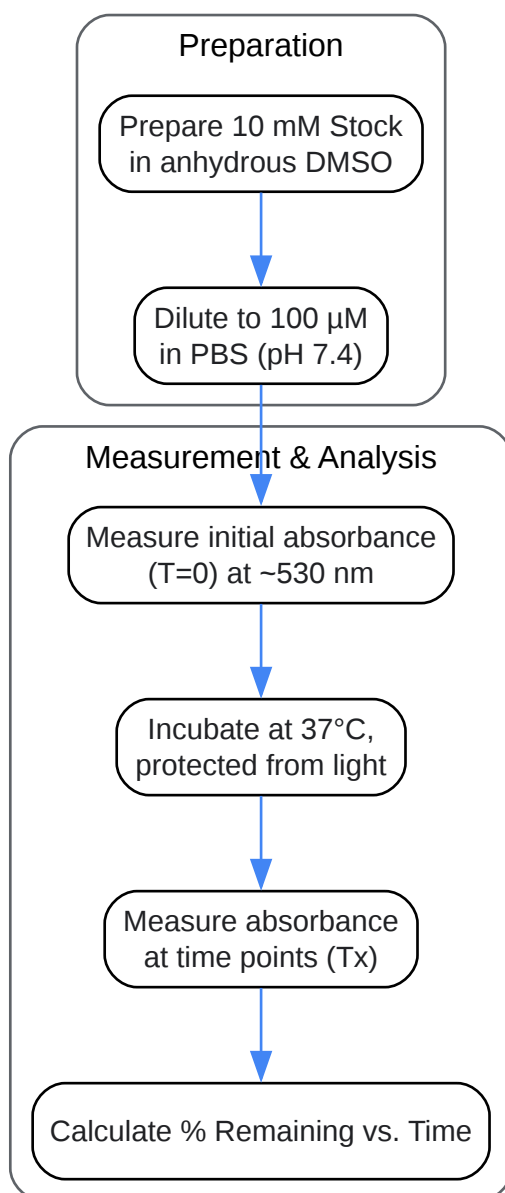 Preparation
Prepare 10 mM Stock
in anhydrous DMSO
Dilute to 100 µM
in PBS (pH 7.4)
Measurement & Analysis
Measure initial absorbance
(T=0) at ~530 nm
Incubate at 37°C,
protected from light
Measure absorbance
at time points (Tx)
Calculate % Remaining vs. Time